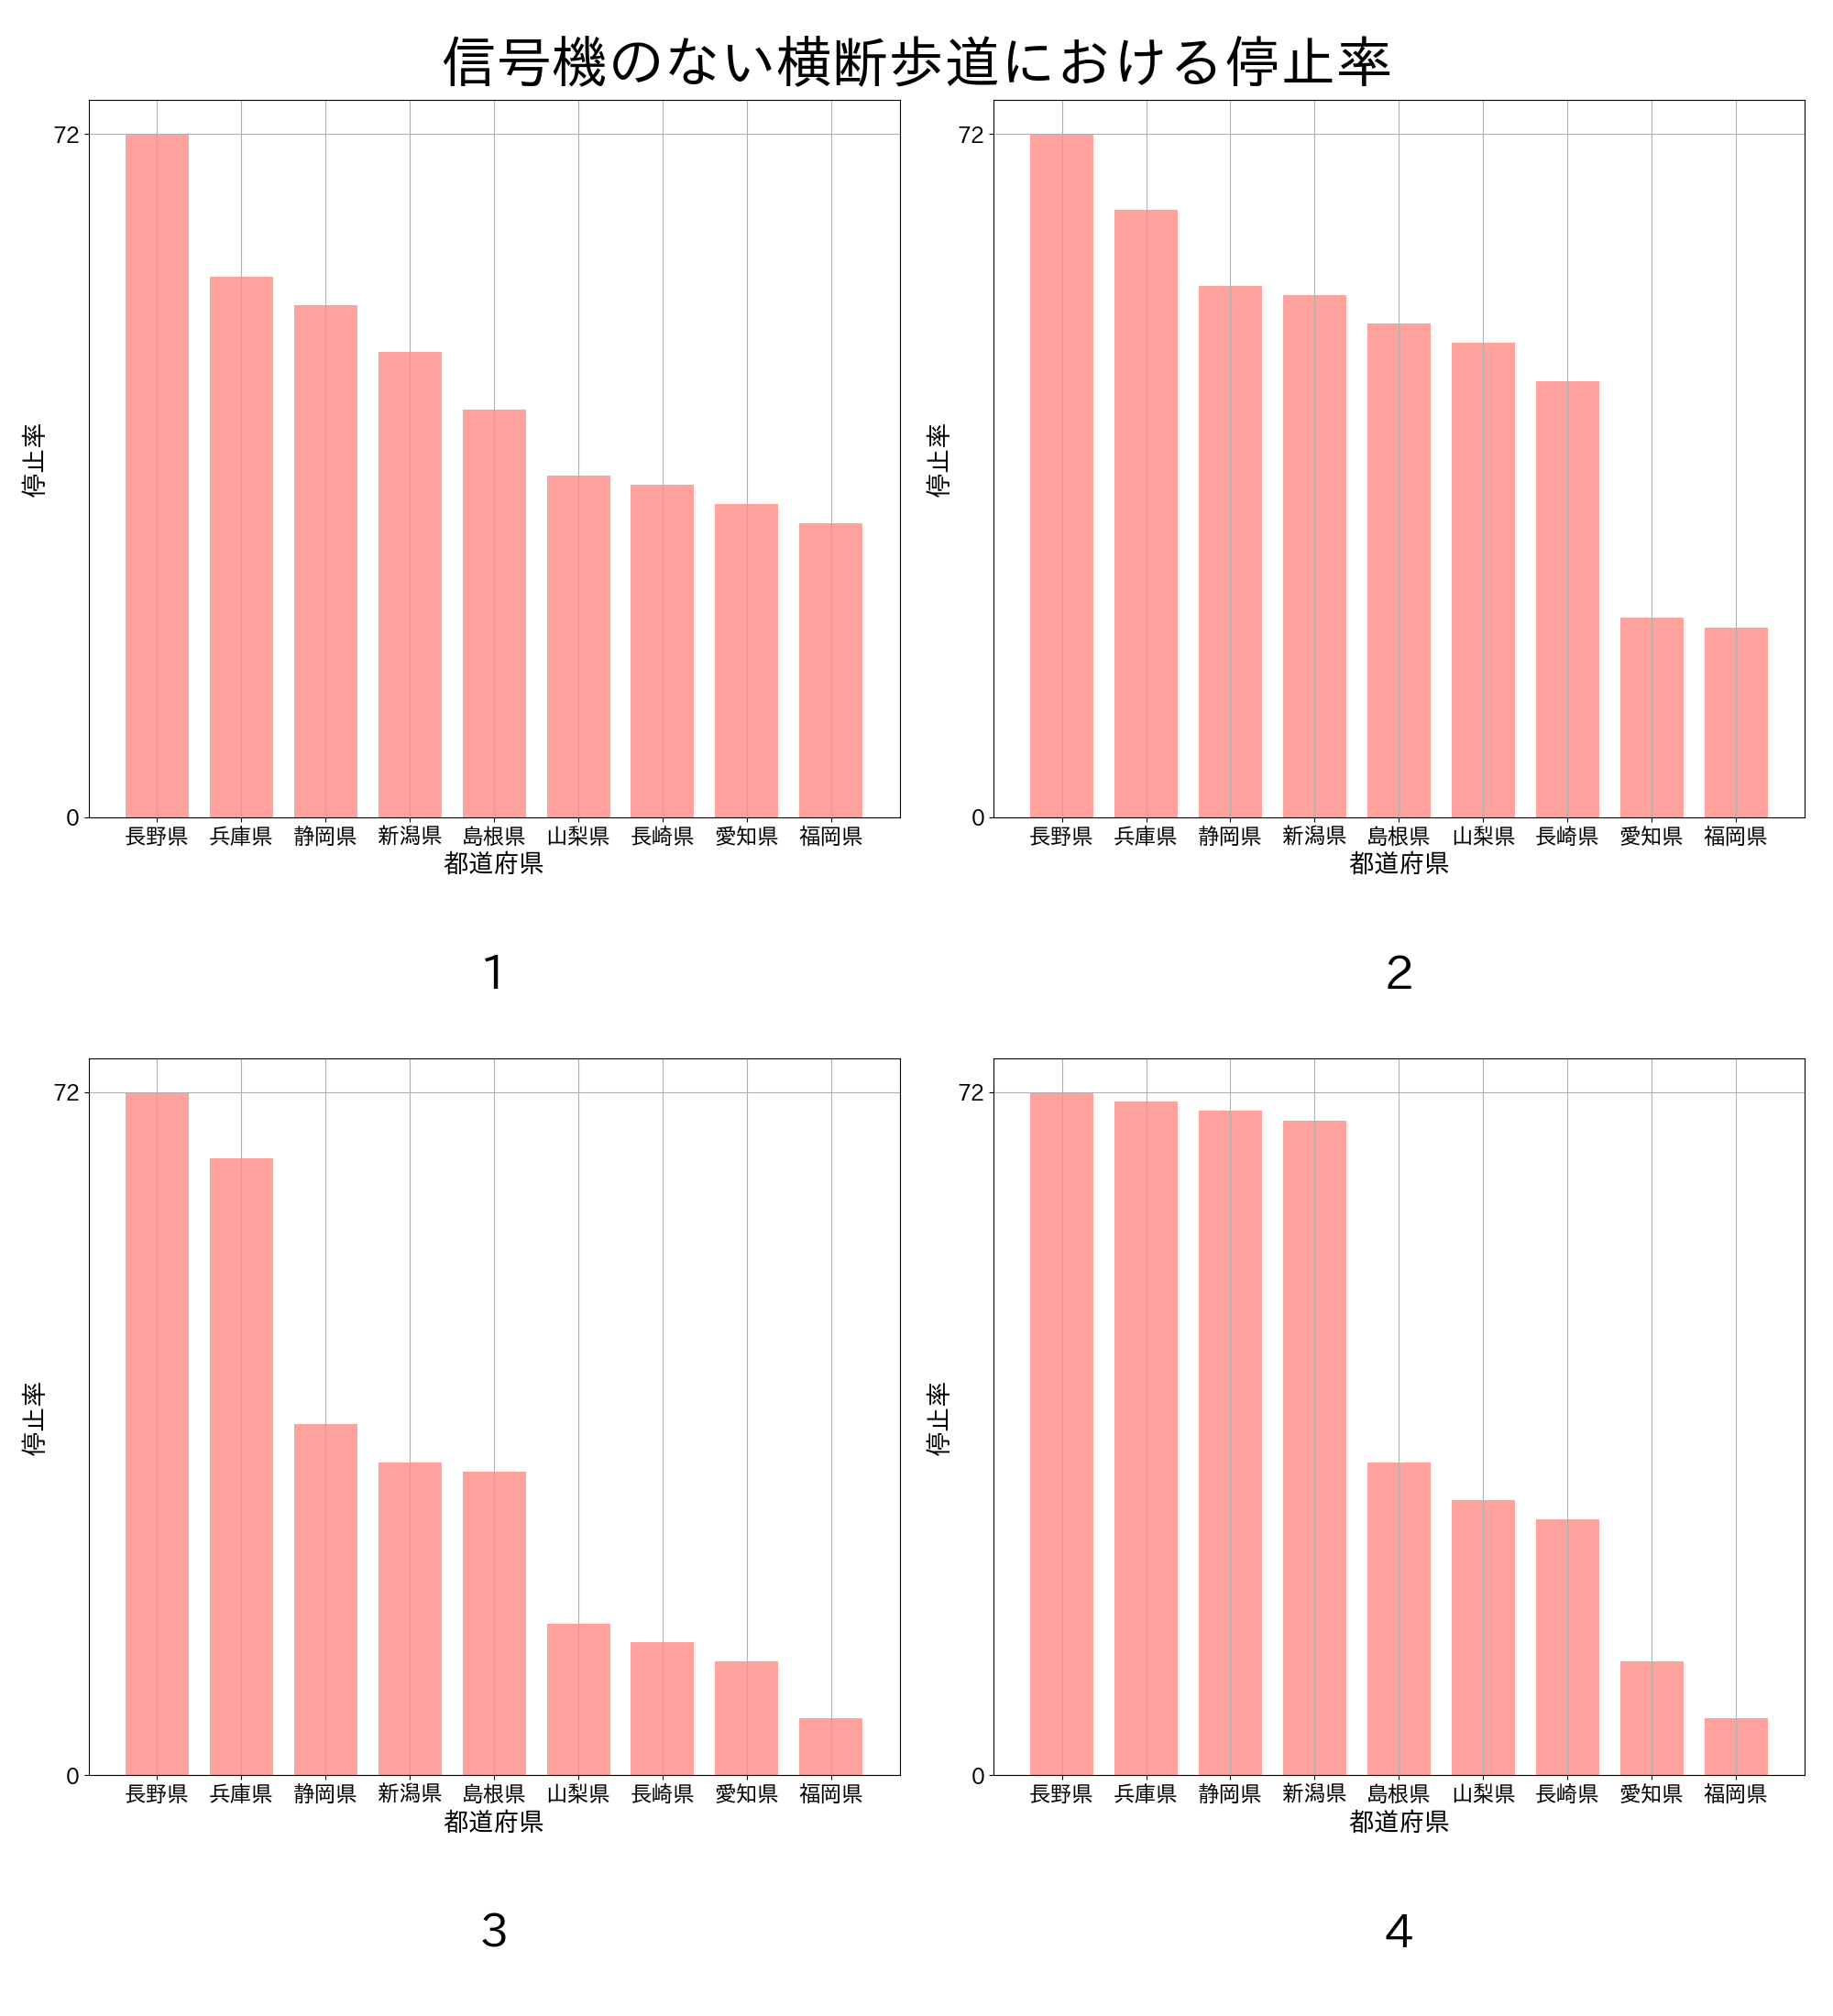 信号機のない横断歩道における停止率
72
0
停止率
長野県 兵庫県 静岡県 新潟県 島根県 山梨県 長崎県 愛知県 福岡県
都道府県
1
72
0
停止率
長野県 兵庫県 静岡県 新潟県 島根県 山梨県 長崎県 愛知県 福岡県
都道府県
2
72
0
停止率
長野県 兵庫県 静岡県 新潟県 島根県 山梨県 長崎県 愛知県 福岡県
都道府県
3
72
0
停止率
長野県 兵庫県 静岡県 新潟県 島根県 山梨県 長崎県 愛知県 福岡県
都道府県
4